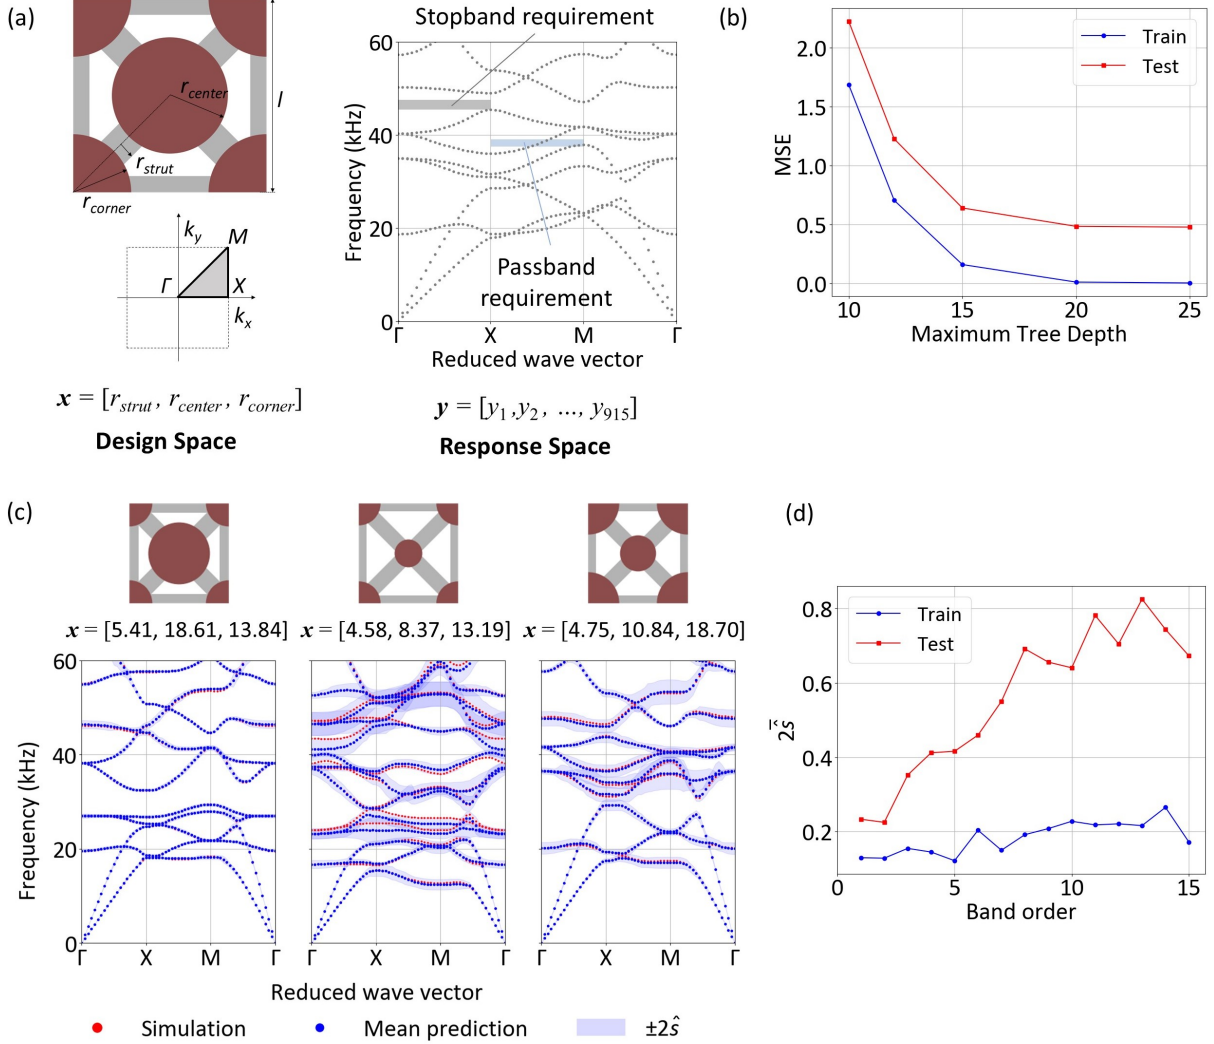 (a)
r_center
l
r_strut
r_corner
k_y
M
Γ
X
k_x
x = [r_strut, r_center, r_corner]
Design Space
Stopband requirement
60
40
20
0
Frequency (kHz)
Passband
requirement
Γ X M Γ
Reduced wave vector
y = [y_1, y_2, ..., y_915]
Response Space
(b)
Train
Test
2.0
1.5
1.0
0.5
0.0
MSE
10 15 20 25
Maximum Tree Depth
(c)
x = [5.41, 18.61, 13.84]
x = [4.58, 8.37, 13.19]
x = [4.75, 10.84, 18.70]
60
40
20
0
Frequency (kHz)
Γ X M Γ
Γ X M Γ
Γ X M Γ
Reduced wave vector
Simulation
Mean prediction
±2ŝ
(d)
Train
Test
0.8
0.6
0.4
0.2
2s̄̂
0 5 10 15
Band order